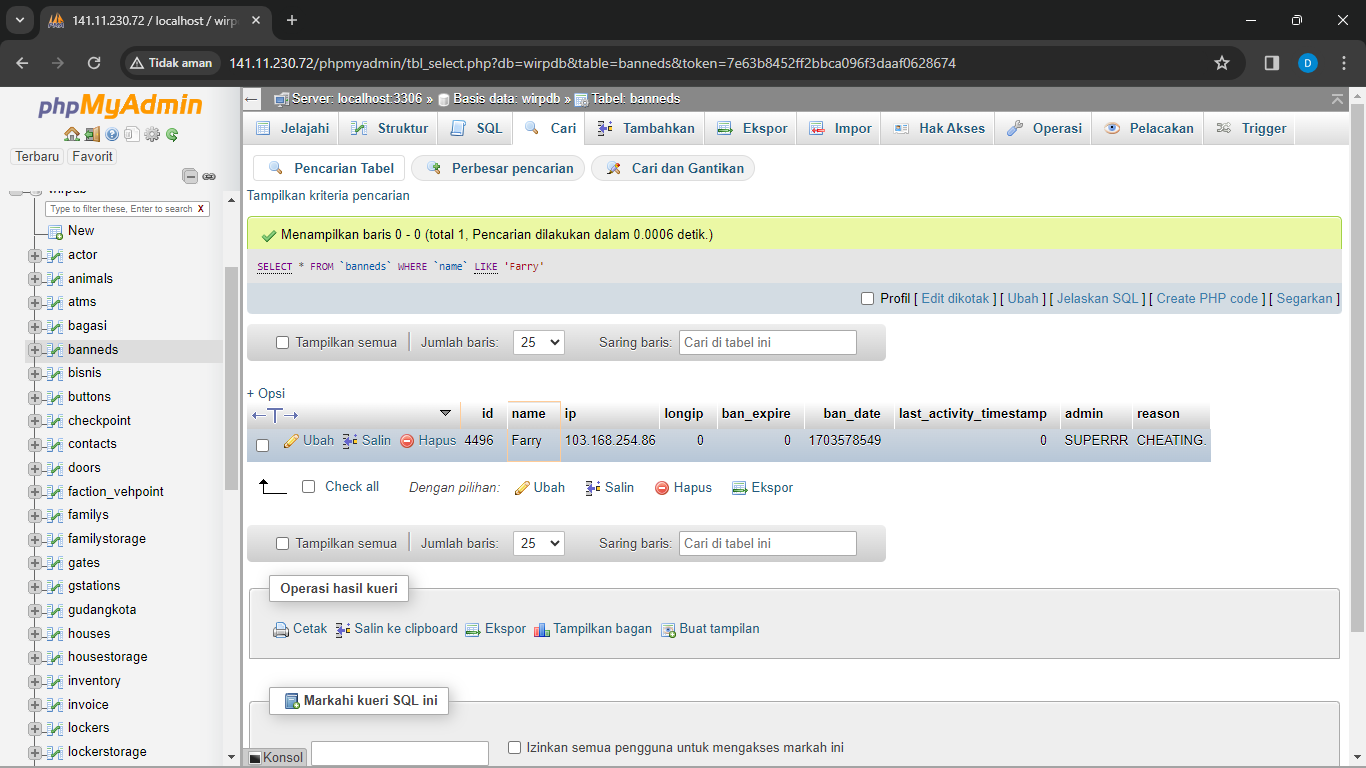 141.11.230.72 / localhost / wirp
Tidak aman
141.11.230.72/phpmyadmin/tbl_select.php?db=wirpdb&table=banneds&token=7e63b8452ff2bbca096f3daaf0628674
D
phpMyAdmin
Terbaru Favorit
wirpdb
Type to filter these, Enter to search X
New
actor
animals
atms
bagasi
banneds
bisnis
buttons
checkpoint
contacts
doors
faction_vehpoint
familys
familystorage
gates
gstations
gudangkota
houses
housestorage
inventory
invoice
lockers
lockerstorage
Server: localhost:3306 » Basis data: wirpdb » Tabel: banneds
Jelajahi Struktur SQL Cari Tambahkan Ekspor Impor Hak Akses Operasi Pelacakan Trigger
Pencarian Tabel Perbesar pencarian Cari dan Gantikan
Tampilkan kriteria pencarian
Menampilkan baris 0 - 0 (total 1, Pencarian dilakukan dalam 0.0006 detik.)
SELECT * FROM `banneds` WHERE `name` LIKE 'Farry'
Profil [ Edit dikotak ] [ Ubah ] [ Jelaskan SQL ] [ Create PHP code ] [ Segarkan ]
Tampilkan semua Jumlah baris: 25 Saring baris: Cari di tabel ini
+ Opsi
←T→ id name ip longip ban_expire ban_date last_activity_timestamp admin reason
Ubah Salin Hapus 4496 Farry 103.168.254.86 0 0 1703578549 0 SUPERRR CHEATING.
Check all Dengan pilihan: Ubah Salin Hapus Ekspor
Tampilkan semua Jumlah baris: 25 Saring baris: Cari di tabel ini
Operasi hasil kueri
Cetak Salin ke clipboard Ekspor Tampilkan bagan Buat tampilan
Markahi kueri SQL ini
Izinkan semua pengguna untuk mengakses markah ini
Konsol